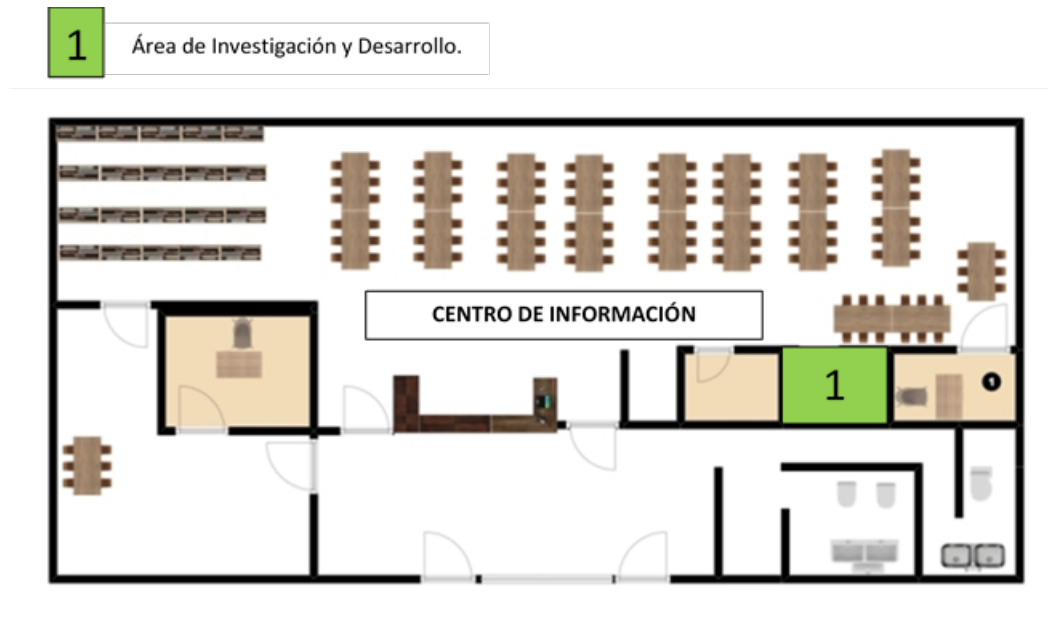 1
Área de Investigación y Desarrollo.
CENTRO DE INFORMACIÓN
1
1